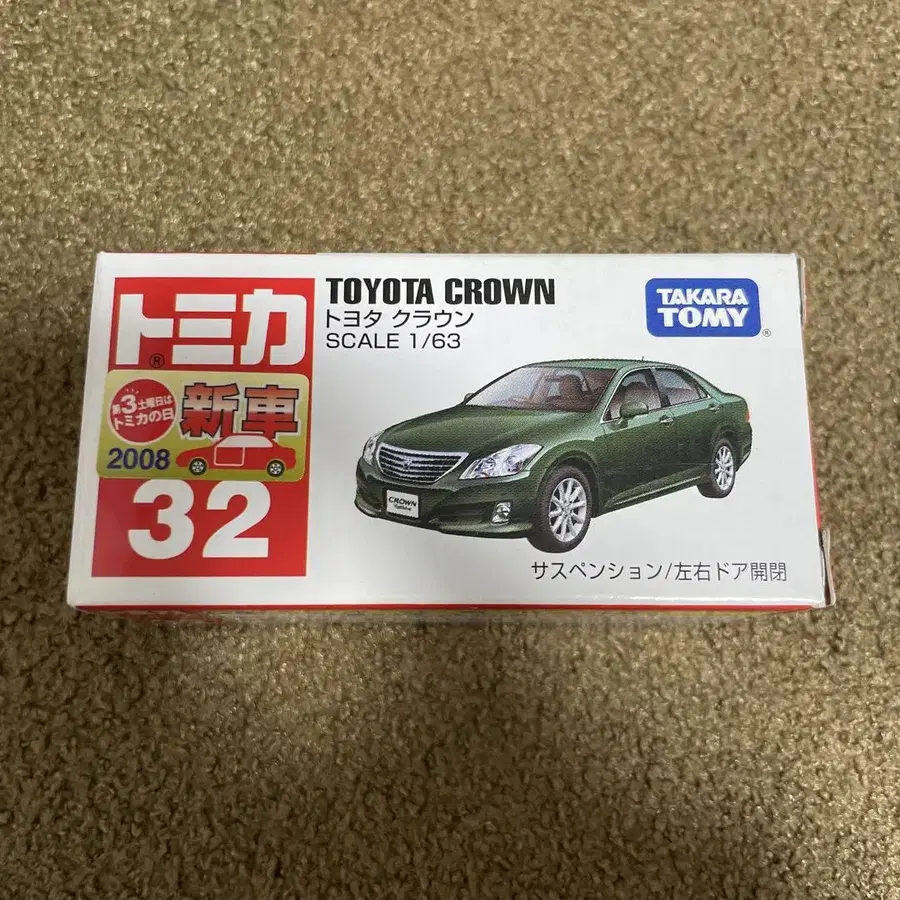 トミカ®
TOYOTA CROWN
トヨタ クラウン
SCALE 1/63
TAKARA
TOMY®
第3土曜日は
トミカの日
新車
2008
32
CROWN
サスペンション/左右ドア開閉